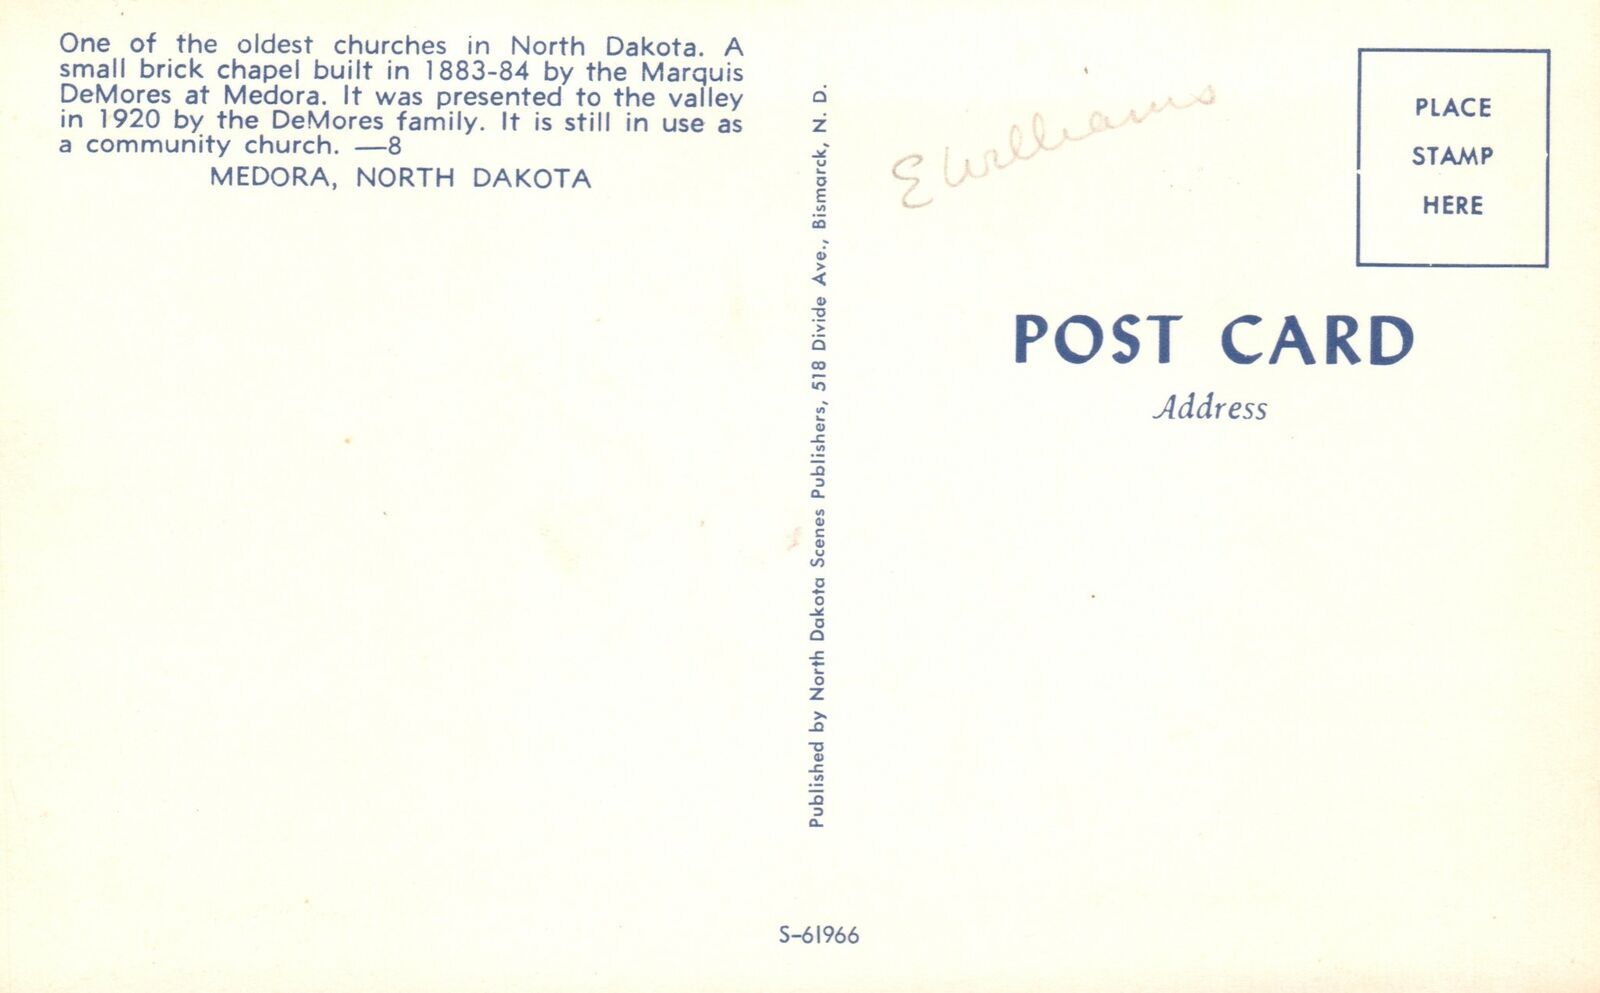 One of the oldest churches in North Dakota. A
small brick chapel built in 1883-84 by the Marquis
DeMores at Medora. It was presented to the valley
in 1920 by the DeMores family. It is still in use as
a community church. —8
MEDORA, NORTH DAKOTA
Published by North Dakota Scenes Publishers, 518 Divide Ave., Bismarck, N. D.
E Williams
PLACE
STAMP
HERE
POST CARD
Address
S-61966